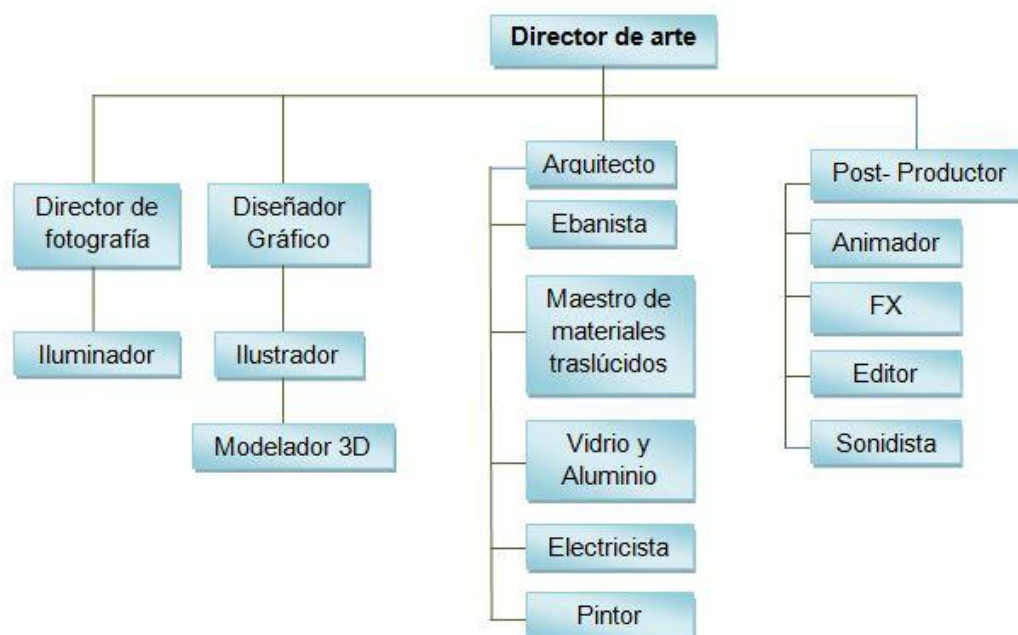 Director de arte
Director de
fotografía
Iluminador
Diseñador
Gráfico
Ilustrador
Modelador 3D
Arquitecto
Ebanista
Maestro de
materiales
traslúcidos
Vidrio y
Aluminio
Electricista
Pintor
Post- Productor
Animador
FX
Editor
Sonidista